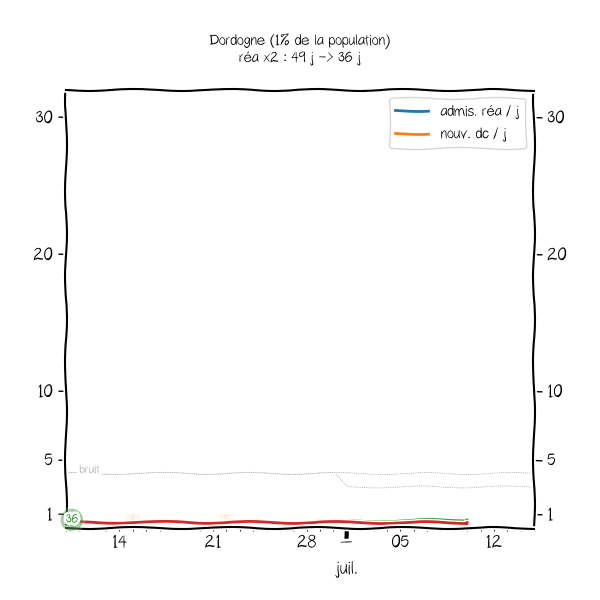 Dordogne (1% de la population)
réa x2 : 49 j -> 36 j
admis. réa / j
nouv. dc / j
30
30
20
20
10
10
5
5
bruit
1
1
36
14
21
28
1
05
12
juil.